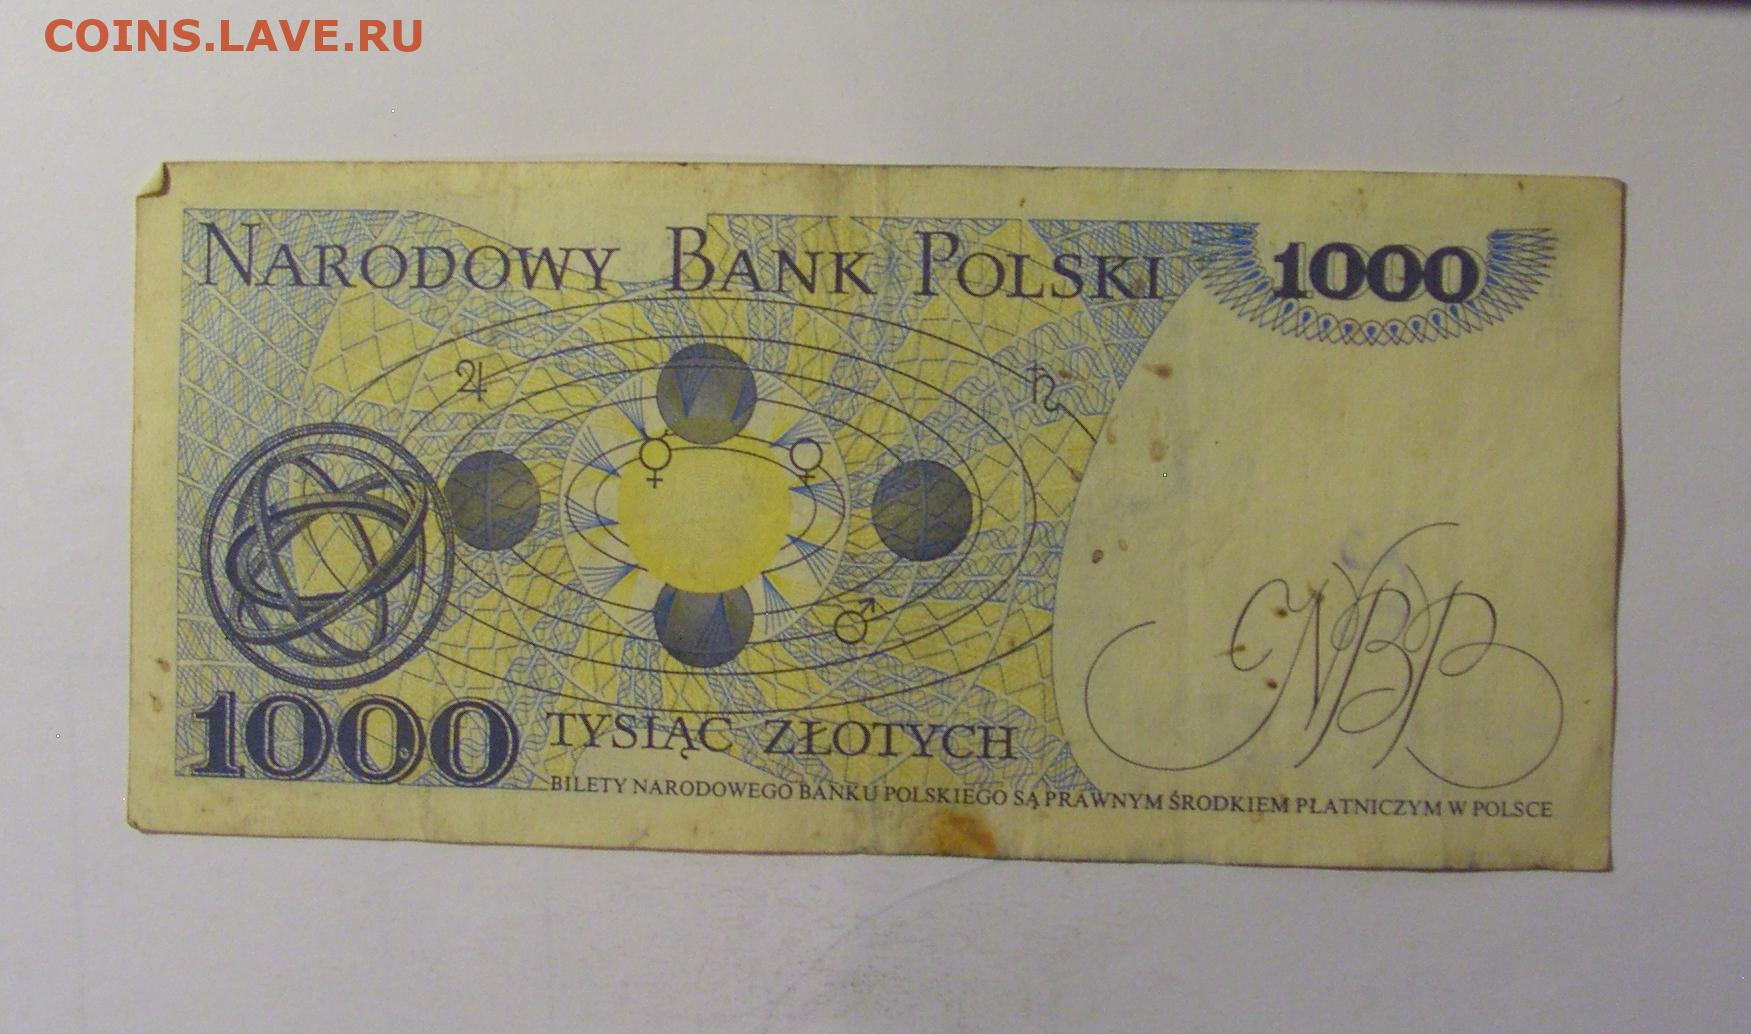 COINS.LAVE.RU
NARODOWY BANK POLSKI 1000
♃ ♄
☿ ♀
♂
1000 TYSIĄC ZŁOTYCH
NBP
BILETY NARODOWEGO BANKU POLSKIEGO SĄ PRAWNYM ŚRODKIEM PŁATNICZYM W POLSCE